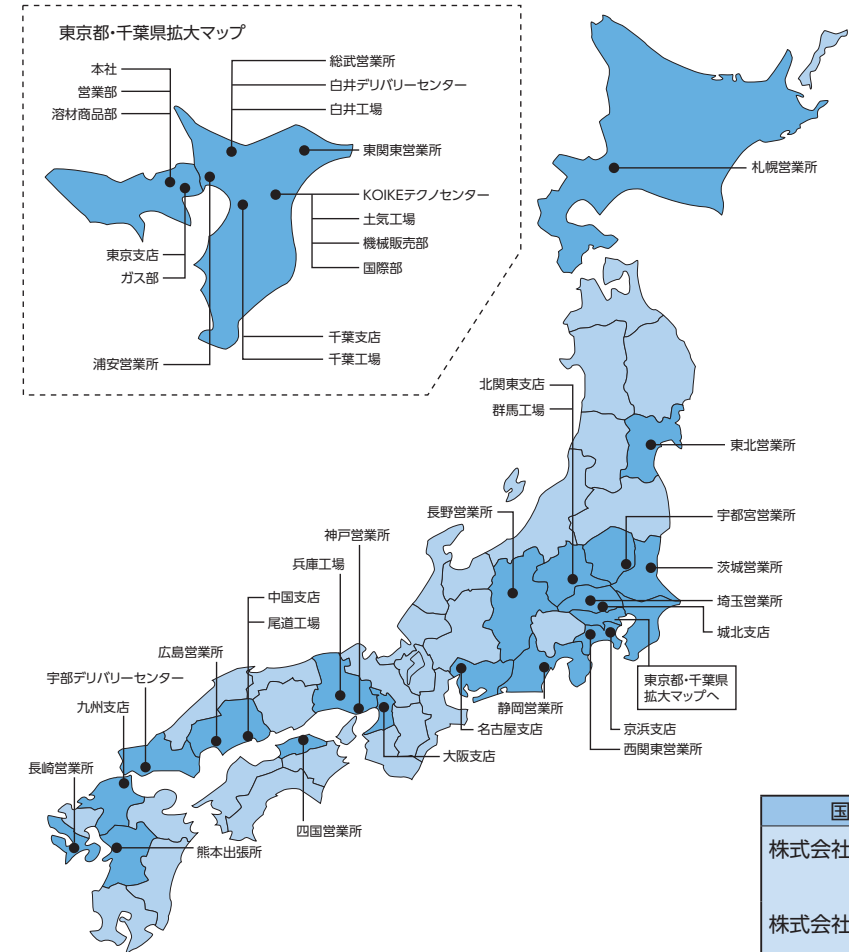 東京都・千葉県拡大マップ
本社
営業部
溶材商品部
総武営業所
白井デリバリーセンター
白井工場
東関東営業所
KOIKEテクノセンター
土気工場
機械販売部
国際部
東京支店
ガス部
千葉支店
千葉工場
浦安営業所
札幌営業所
北関東支店
群馬工場
東北営業所
長野営業所
宇都宮営業所
神戸営業所
兵庫工場
茨城営業所
中国支店
尾道工場
埼玉営業所
城北支店
広島営業所
宇部デリバリーセンター
九州支店
東京都・千葉県
拡大マップへ
静岡営業所
名古屋支店
京浜支店
西関東営業所
大阪支店
長崎営業所
四国営業所
熊本出張所
国
株式会社
株式会社